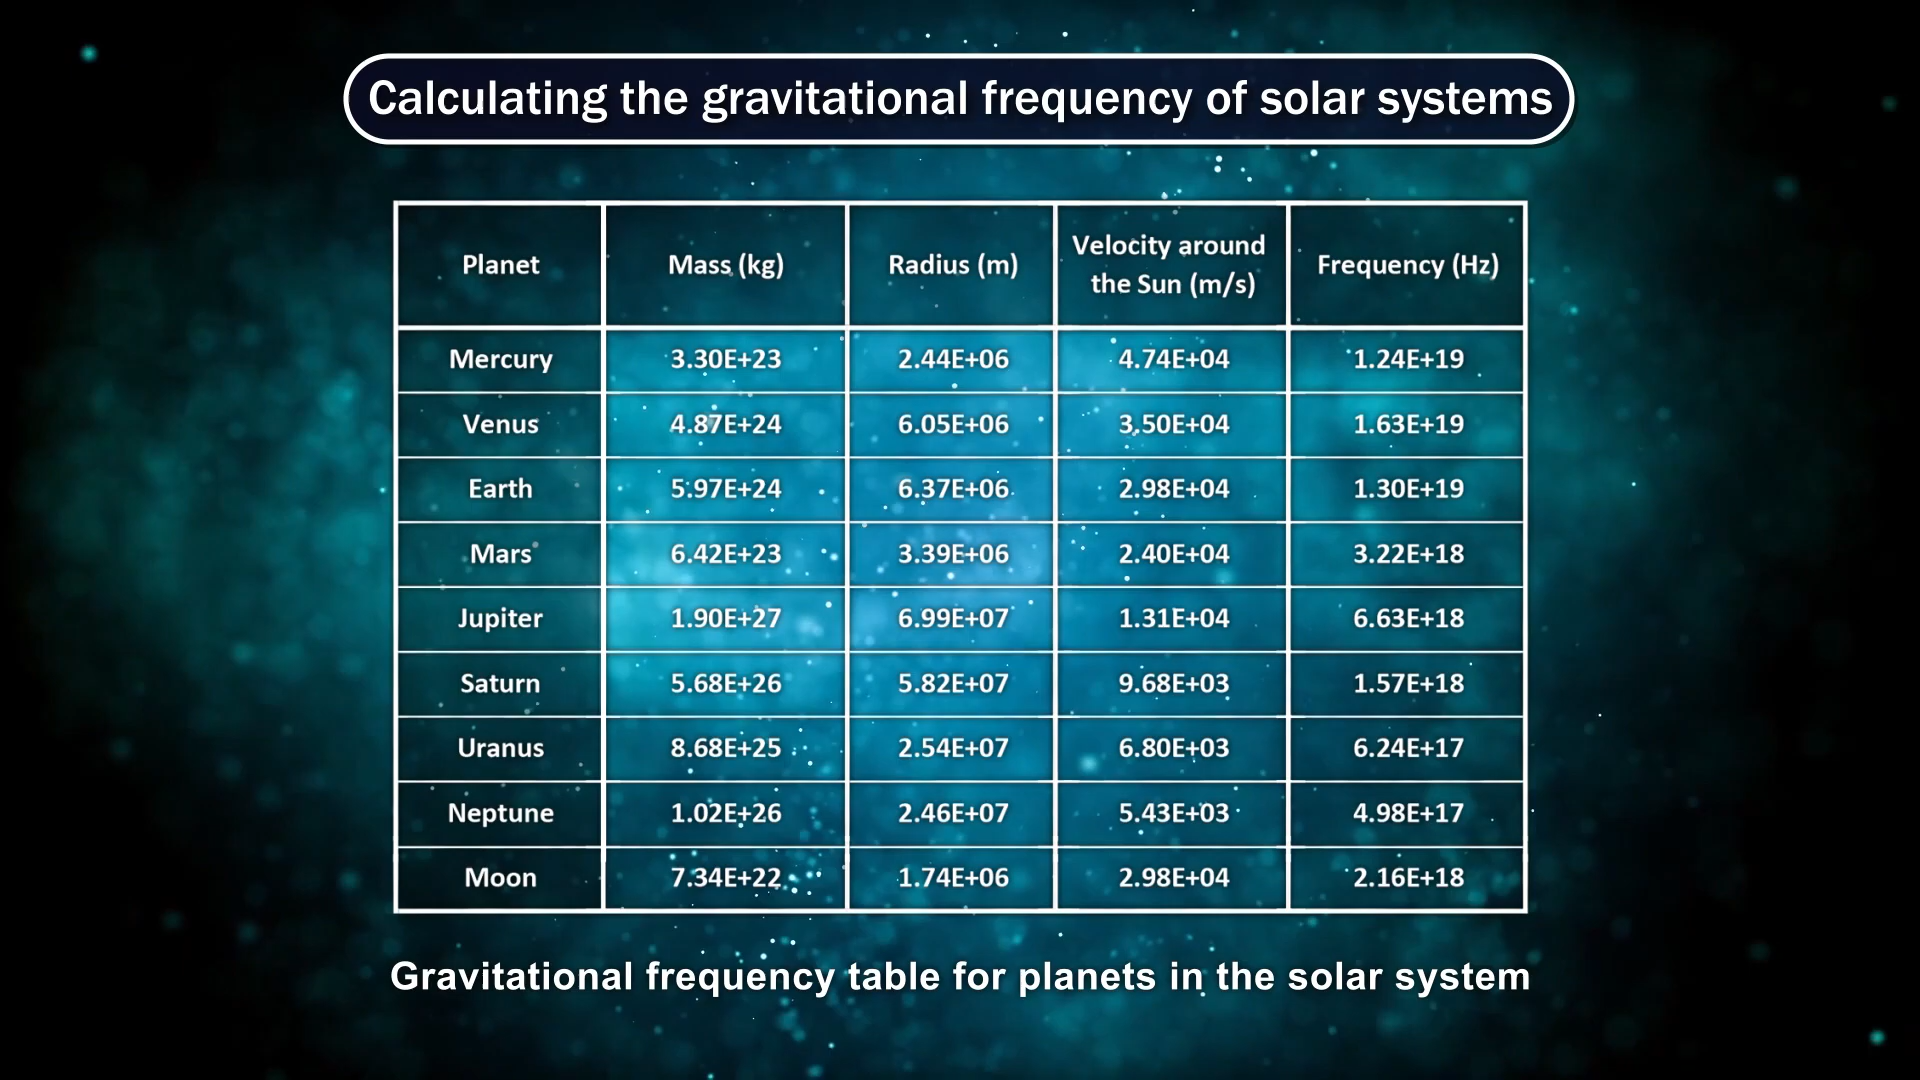 Calculating the gravitational frequency of solar systems
Planet Mass (kg) Radius (m) Velocity around the Sun (m/s) Frequency (Hz)
Mercury 3.30E+23 2.44E+06 4.74E+04 1.24E+19
Venus 4.87E+24 6.05E+06 3.50E+04 1.63E+19
Earth 5.97E+24 6.37E+06 2.98E+04 1.30E+19
Mars 6.42E+23 3.39E+06 2.40E+04 3.22E+18
Jupiter 1.90E+27 6.99E+07 1.31E+04 6.63E+18
Saturn 5.68E+26 5.82E+07 9.68E+03 1.57E+18
Uranus 8.68E+25 2.54E+07 6.80E+03 6.24E+17
Neptune 1.02E+26 2.46E+07 5.43E+03 4.98E+17
Moon 7.34E+22 1.74E+06 2.98E+04 2.16E+18
Gravitational frequency table for planets in the solar system